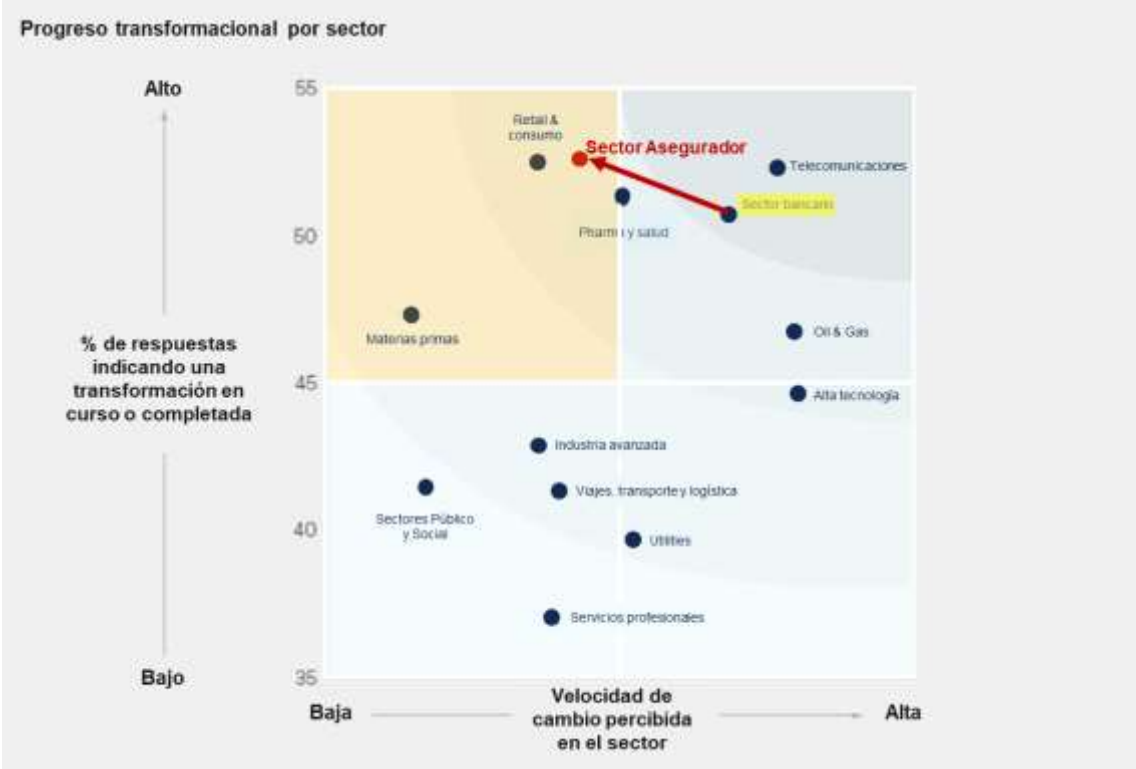 Progreso transformacional por sector
Alto
55
Retail &
consumo
Sector Asegurador
Telecomunicaciones
Sector bancario
Pharma y salud
50
Materias primas
Oil & Gas
% de respuestas
indicando una
transformación en
curso o completada
45
Alta tecnología
Industria avanzada
Viajes, transporte y logística
Sectores Público
y Social
40
Utilities
Servicios profesionales
Bajo
35
Baja
Velocidad de
cambio percibida
en el sector
Alta